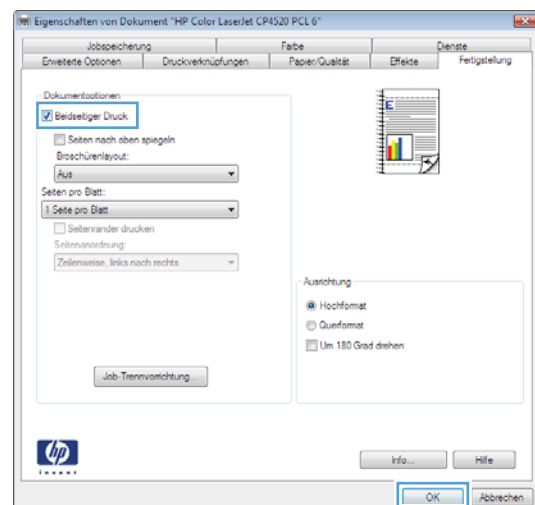 Eigenschaften von Dokument "HP Color LaserJet CP4520 PCL 6"
Jobspeicherung Farbe Dienste
Erweiterte Optionen Druckverknüpfungen Papier/Qualität Effekte Fertigstellung
Dokumentoptionen
Beidseitiger Druck
Seiten nach oben spiegeln
Broschürenlayout:
Aus
Seiten pro Blatt:
1 Seite pro Blatt
Seitenränder drucken
Seitenanordnung:
Zeilenweise, links nach rechts
E
Ausrichtung
Hochformat
Querformat
Um 180 Grad drehen
Job-Trennvorrichtung...
hp
invent
Info... Hilfe
OK Abbrechen